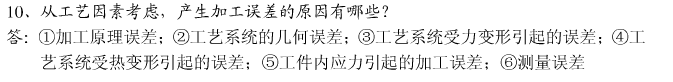 10、从工艺因素考虑，产生加工误差的原因有哪些？
答：①加工原理误差；②工艺系统的几何误差；③工艺系统受力变形引起的误差；④工
艺系统受热变形引起的误差；⑤工件内应力引起的加工误差；⑥测量误差